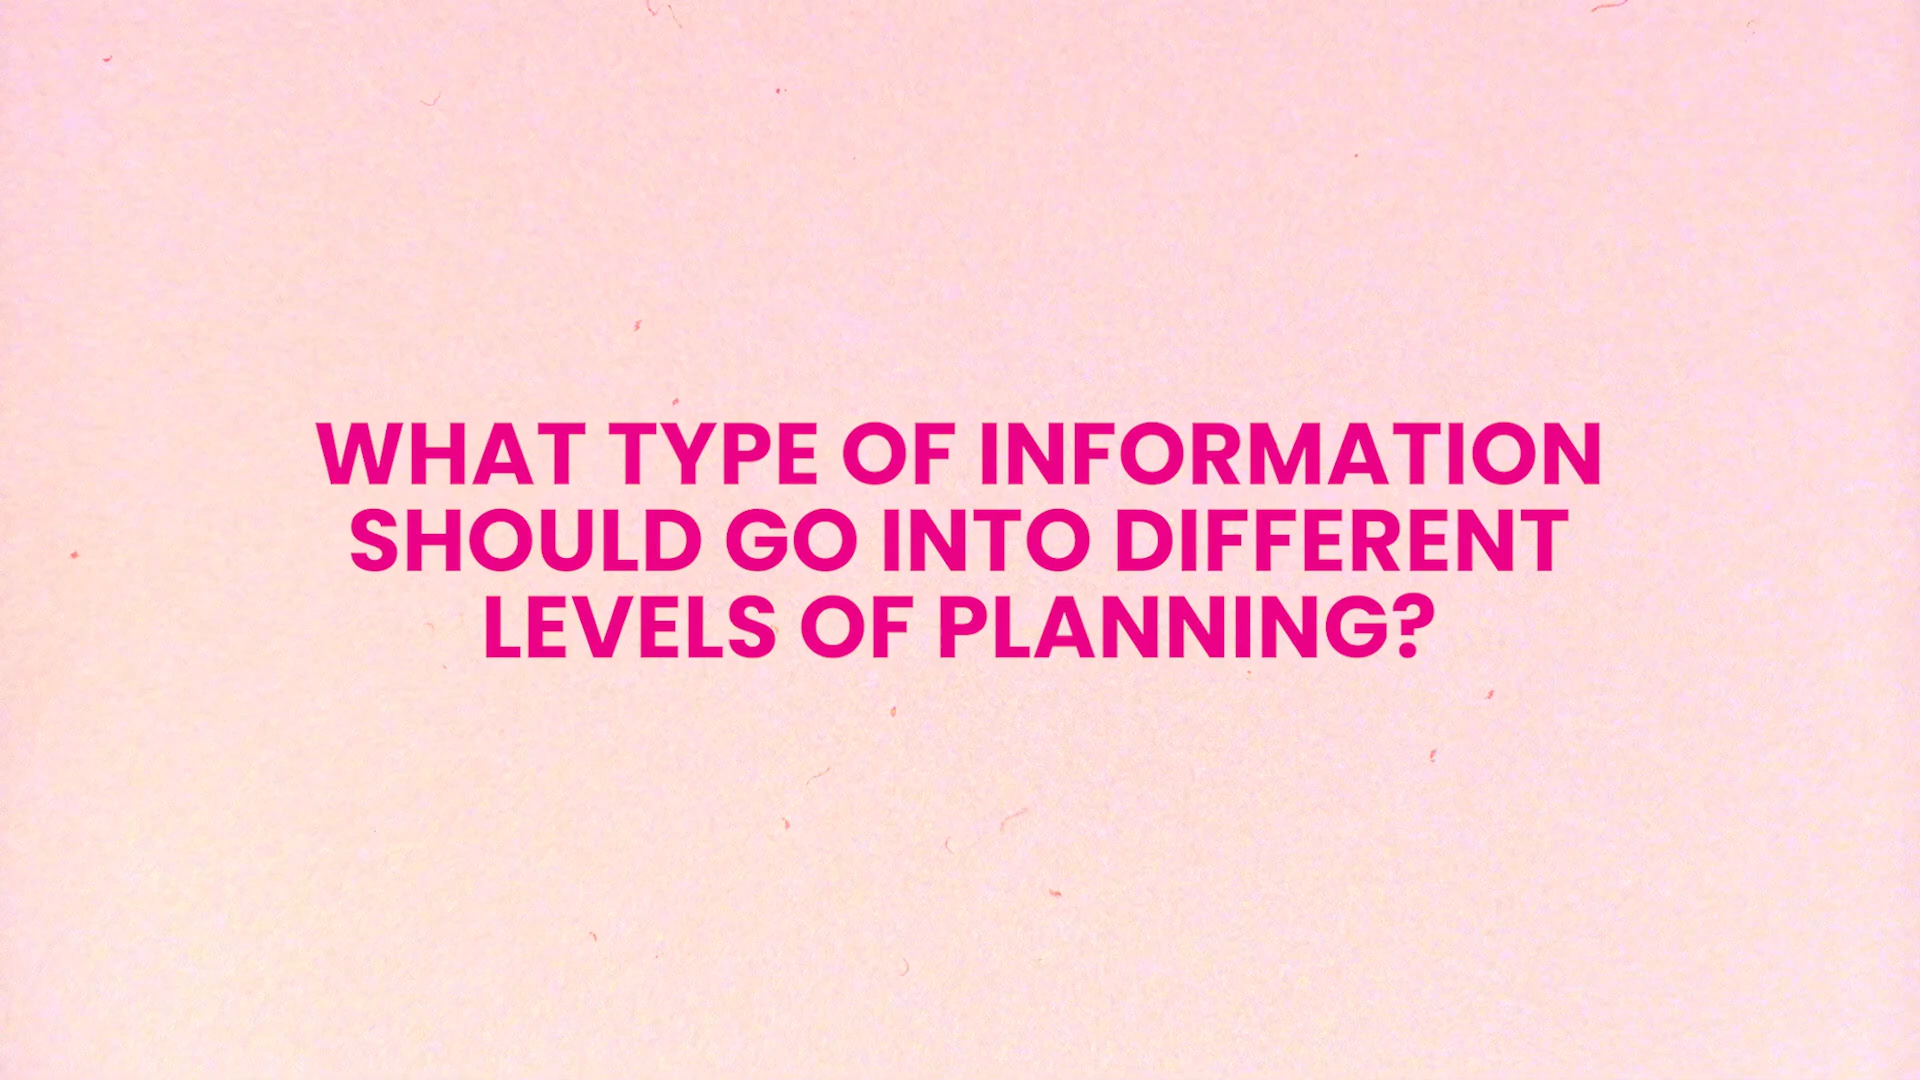 WHAT TYPE OF INFORMATION
SHOULD GO INTO DIFFERENT
LEVELS OF PLANNING?